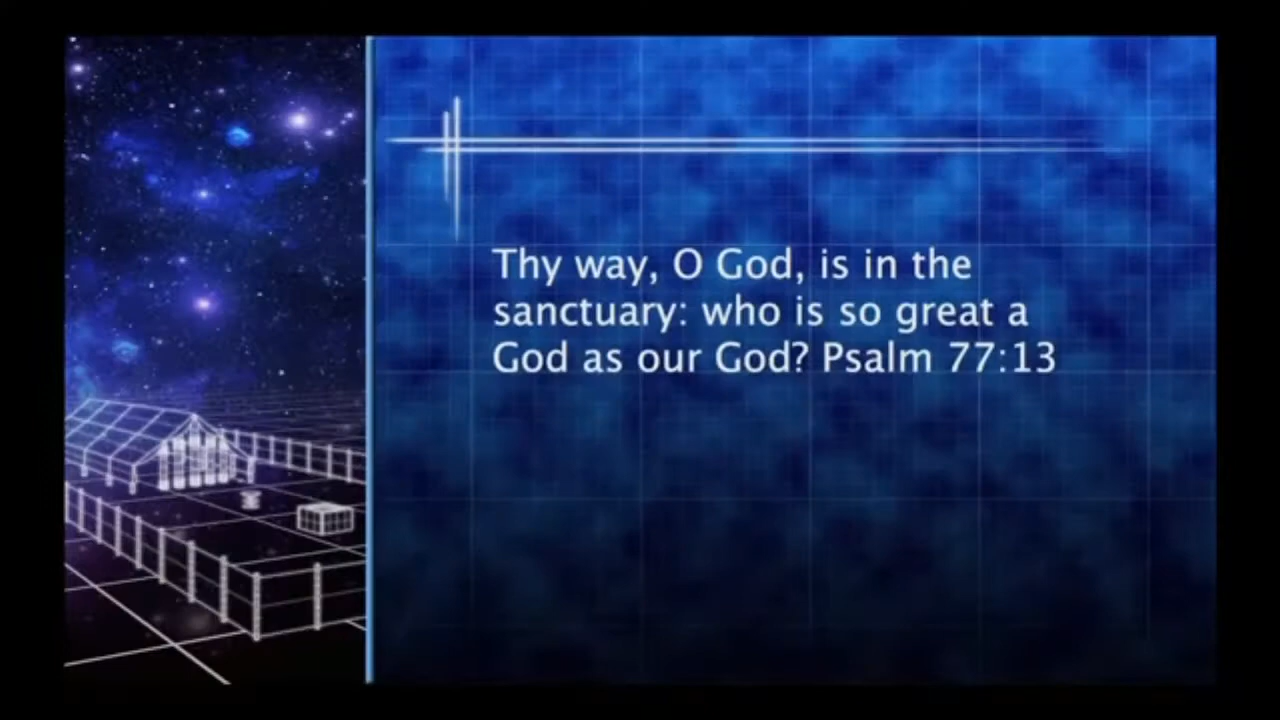 Thy way, O God, is in the
sanctuary: who is so great a
God as our God? Psalm 77:13